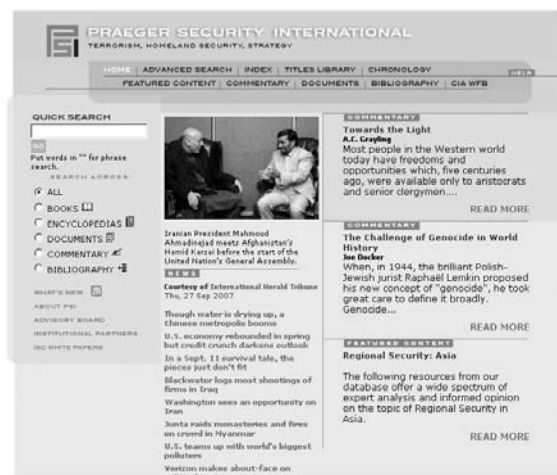 PRAEGER SECURITY INTERNATIONAL
TERRORISM, HOMELAND SECURITY, STRATEGY
HOME | ADVANCED SEARCH | INDEX | TITLES LIBRARY | CHRONOLOGY
HELP
FEATURED CONTENT | COMMENTARY | DOCUMENTS | BIBLIOGRAPHY | CIA WFB
QUICK SEARCH
GO
Put words in "" for phrase
search.
SEARCH ACROSS:
ALL
BOOKS
ENCYCLOPEDIAS
DOCUMENTS
COMMENTARY
BIBLIOGRAPHY
WHAT'S NEW
ABOUT PSI
ADVISORY BOARD
INSTITUTIONAL PARTNERS
ISC WHITE PAPERS
Iranian President Mahmoud
Ahmadinejad meets Afghanistan's
Hamid Karzai before the start of the
United Nation's General Assembly.
NEWS
Courtesy of International Herald Tribune
Thu, 27 Sep 2007
Though water is drying up, a
Chinese metropolis booms
U.S. economy rebounded in spring
but credit crunch darkens outlook
In a Sept. 11 survival tale, the
pieces just don't fit
Blackwater logs most shootings of
firms in Iraq
Washington sees an opportunity on
Iran
Junta raids monasteries and fires
on crowd in Myanmar
U.S. teams up with world's biggest
polluters
Verizon makes about-face on
COMMENTARY
Towards the Light
A.C. Grayling
Most people in the Western world
today have freedoms and
opportunities which, five centuries
ago, were available only to aristocrats
and senior clergymen....
READ MORE
COMMENTARY
The Challenge of Genocide in World
History
Joe Docker
When, in 1944, the brilliant Polish-
Jewish jurist Raphaël Lemkin proposed
his new concept of "genocide", he took
great care to define it broadly.
Genocide...
READ MORE
FEATURED CONTENT
Regional Security: Asia
The following resources from our
database offer a wide spectrum of
expert analysis and informed opinion
on the topic of Regional Security in
Asia.
READ MORE